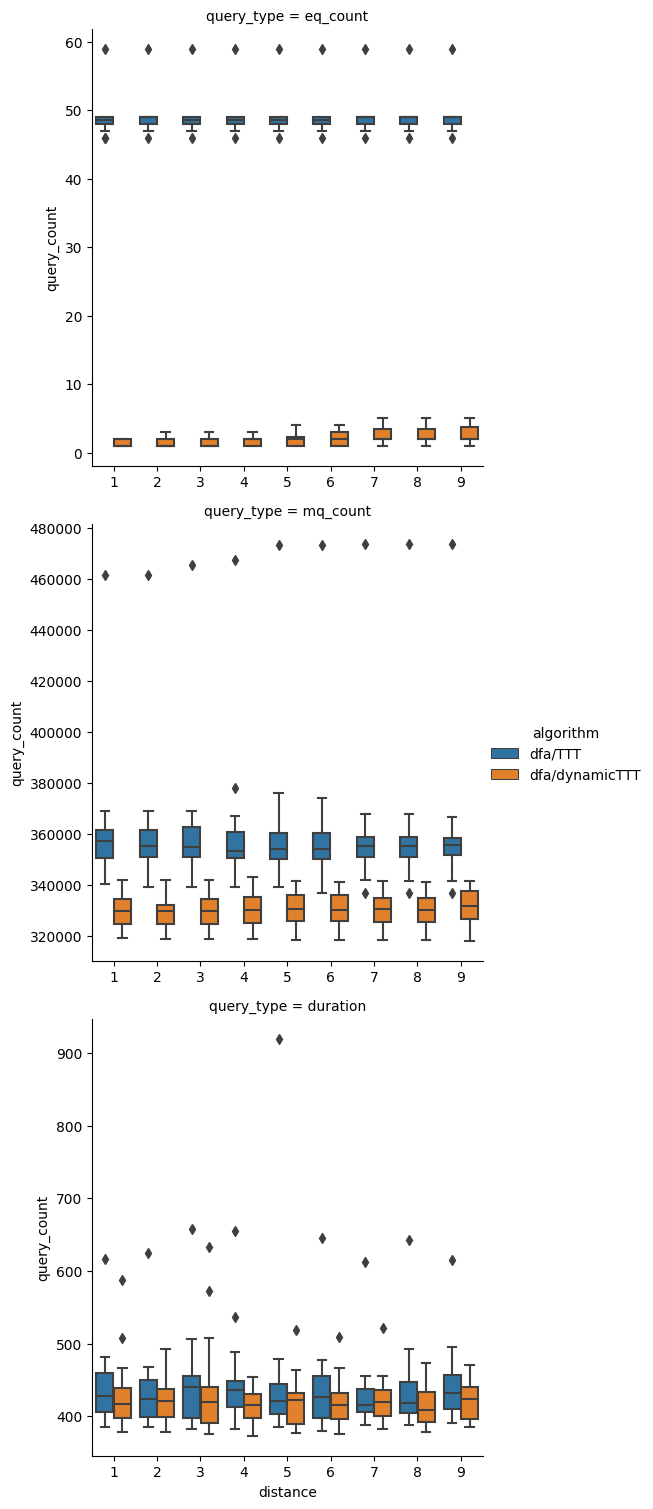 query_type = eq_count
60
50
40
30
20
10
0
query_count
1 2 3 4 5 6 7 8 9
query_type = mq_count
480000
460000
440000
420000
400000
380000
360000
340000
320000
query_count
1 2 3 4 5 6 7 8 9
algorithm
dfa/TTT
dfa/dynamicTTT
query_type = duration
900
800
700
600
500
400
query_count
1 2 3 4 5 6 7 8 9
distance